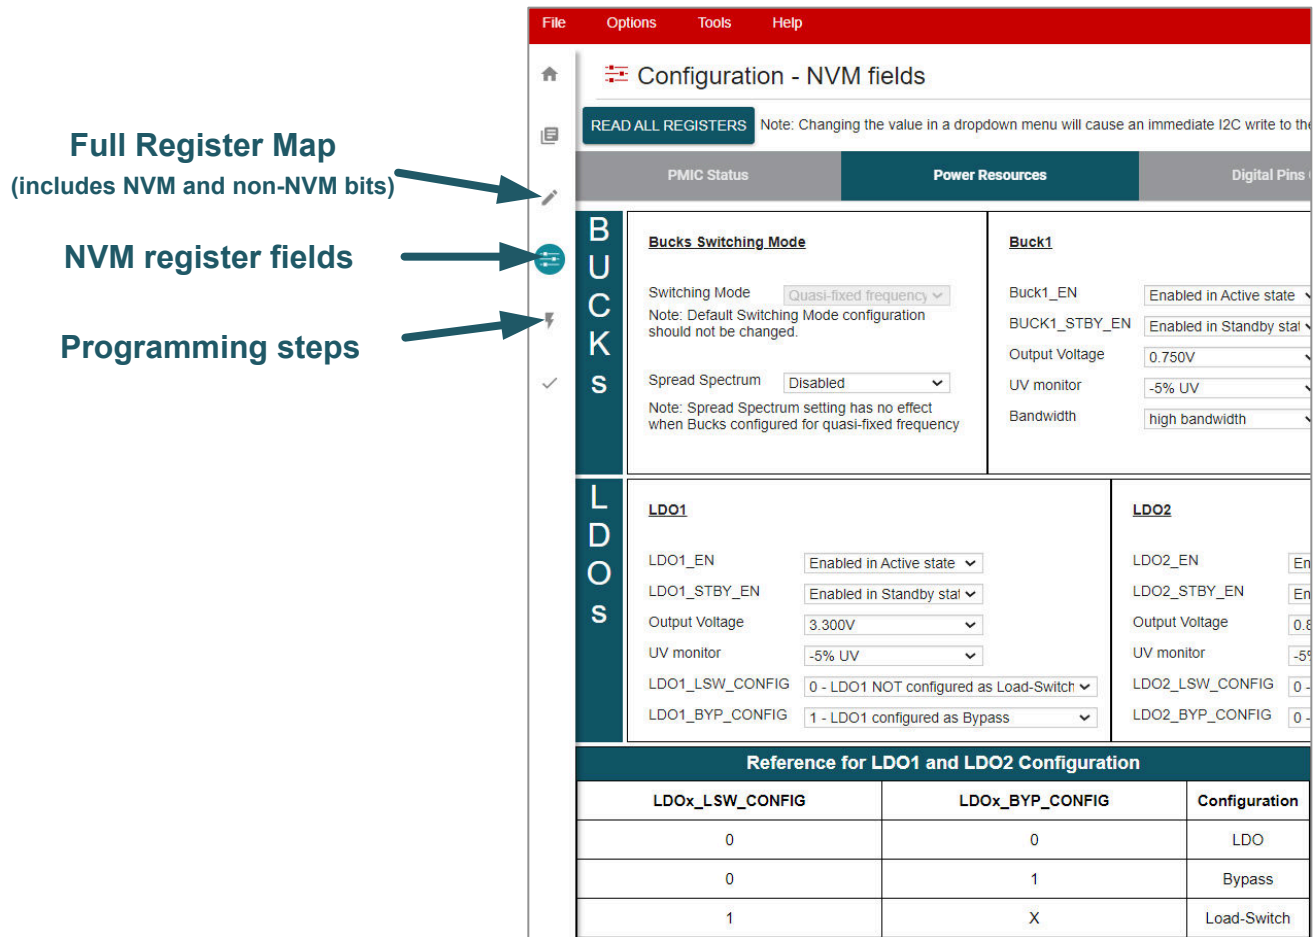 File Options Tools Help
Configuration - NVM fields
READ ALL REGISTERS Note: Changing the value in a dropdown menu will cause an immediate I2C write to the
PMIC Status Power Resources Digital Pins
Full Register Map
(includes NVM and non-NVM bits)
NVM register fields
Programming steps
BUCKs
Bucks Switching Mode
Switching Mode Quasi-fixed frequency
Note: Default Switching Mode configuration
should not be changed.
Spread Spectrum Disabled
Note: Spread Spectrum setting has no effect
when Bucks configured for quasi-fixed frequency
Buck1
Buck1_EN Enabled in Active state
BUCK1_STBY_EN Enabled in Standby stat
Output Voltage 0.750V
UV monitor -5% UV
Bandwidth high bandwidth
LDOs
LDO1
LDO1_EN Enabled in Active state
LDO1_STBY_EN Enabled in Standby stat
Output Voltage 3.300V
UV monitor -5% UV
LDO1_LSW_CONFIG 0 - LDO1 NOT configured as Load-Switch
LDO1_BYP_CONFIG 1 - LDO1 configured as Bypass
LDO2
LDO2_EN En
LDO2_STBY_EN En
Output Voltage 0.8
UV monitor -5
LDO2_LSW_CONFIG 0 -
LDO2_BYP_CONFIG 0 -
Reference for LDO1 and LDO2 Configuration
LDOx_LSW_CONFIG LDOx_BYP_CONFIG Configuration
0 0 LDO
0 1 Bypass
1 X Load-Switch